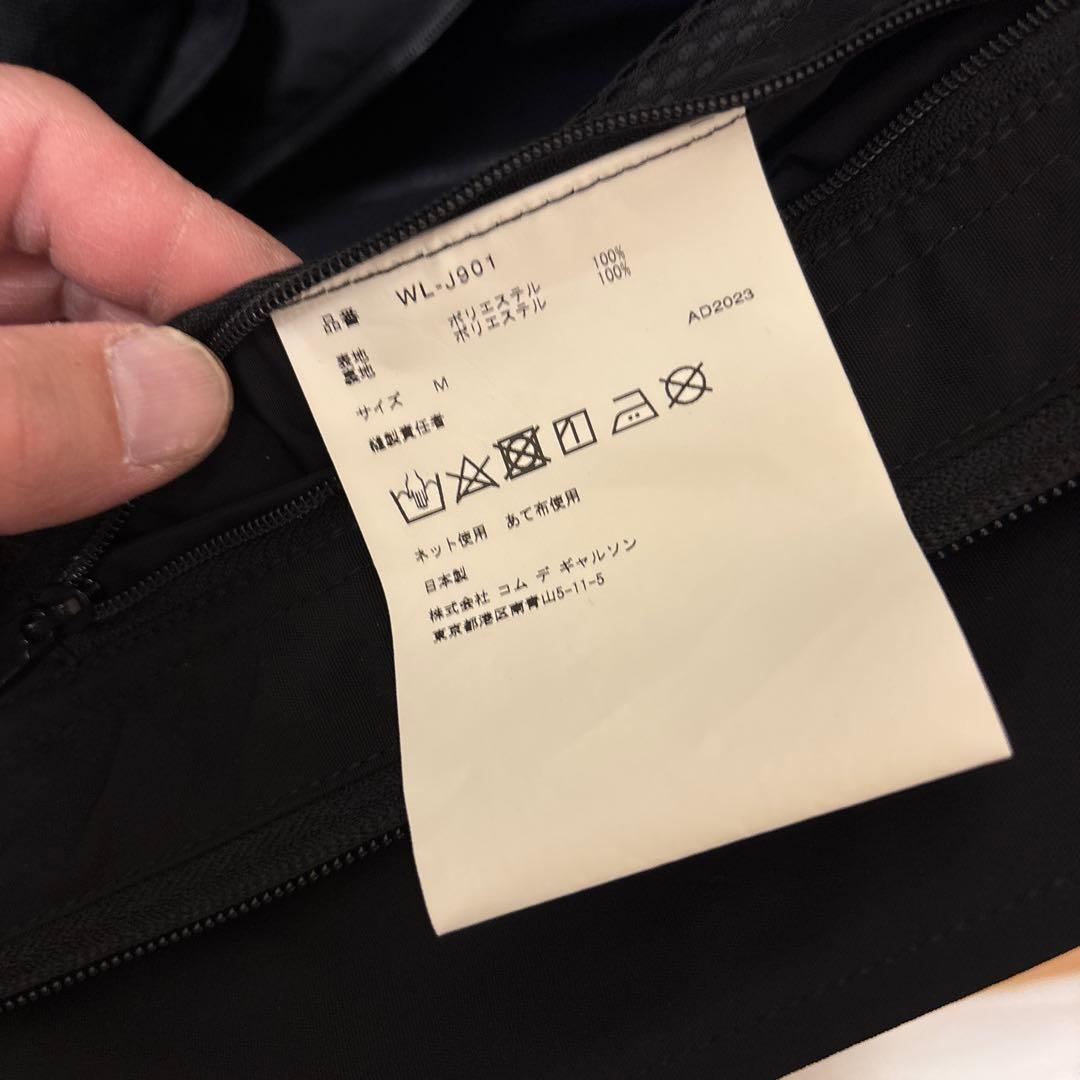 品番 WL-J901
表地 ポリエステル 100%
裏地 ポリエステル 100%
AD2023
サイズ M
縫製責任者
ネット使用 あて布使用
日本製
株式会社 コム デ ギャルソン
東京都港区南青山5-11-5